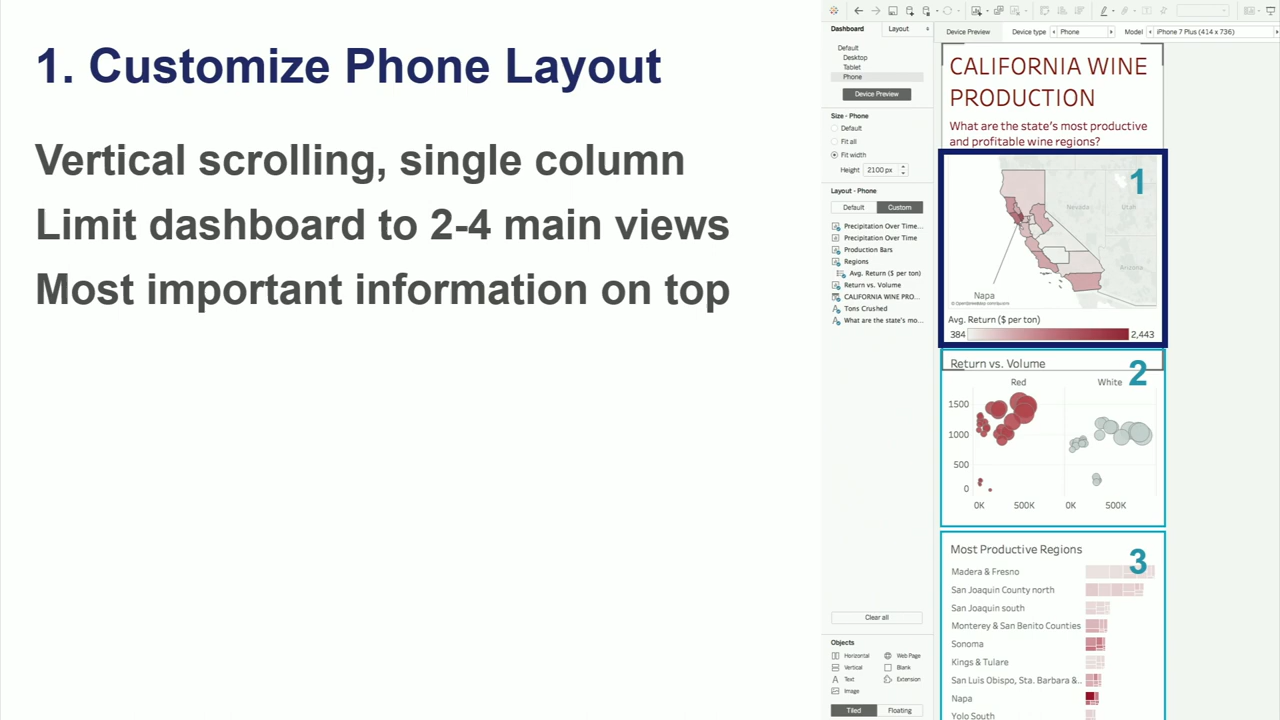 1. Customize Phone Layout
Vertical scrolling, single column
Limit dashboard to 2-4 main views
Most important information on top
Dashboard
Layout
Default
Desktop
Tablet
Phone
Device Preview
Size - Phone
Default
Fit all
Fit width
Height 2100 px
Layout - Phone
Default
Custom
Precipitation Over Time...
Precipitation Over Time
Production Bars
Regions
Avg. Return ($ per ton)
Return vs. Volume
CALIFORNIA WINE PRO...
Tons Crushed
What are the state's mo...
Clear all
Objects
Horizontal
Web Page
Vertical
Blank
Text
Extension
Image
Tiled
Floating
Device Preview
Device type
Phone
Model
iPhone 7 Plus (414 x 736)
CALIFORNIA WINE
PRODUCTION
What are the state's most productive
and profitable wine regions?
1
Nevada
Utah
Arizona
Napa
© OpenStreetMap contributors
Avg. Return ($ per ton)
384
2,443
Return vs. Volume
2
Red
White
1500
1000
500
0
0K
500K
0K
500K
Most Productive Regions
3
Madera & Fresno
San Joaquin County north
San Joaquin south
Monterey & San Benito Counties
Sonoma
Kings & Tulare
San Luis Obispo, Sta. Barbara &..
Napa
Yolo South